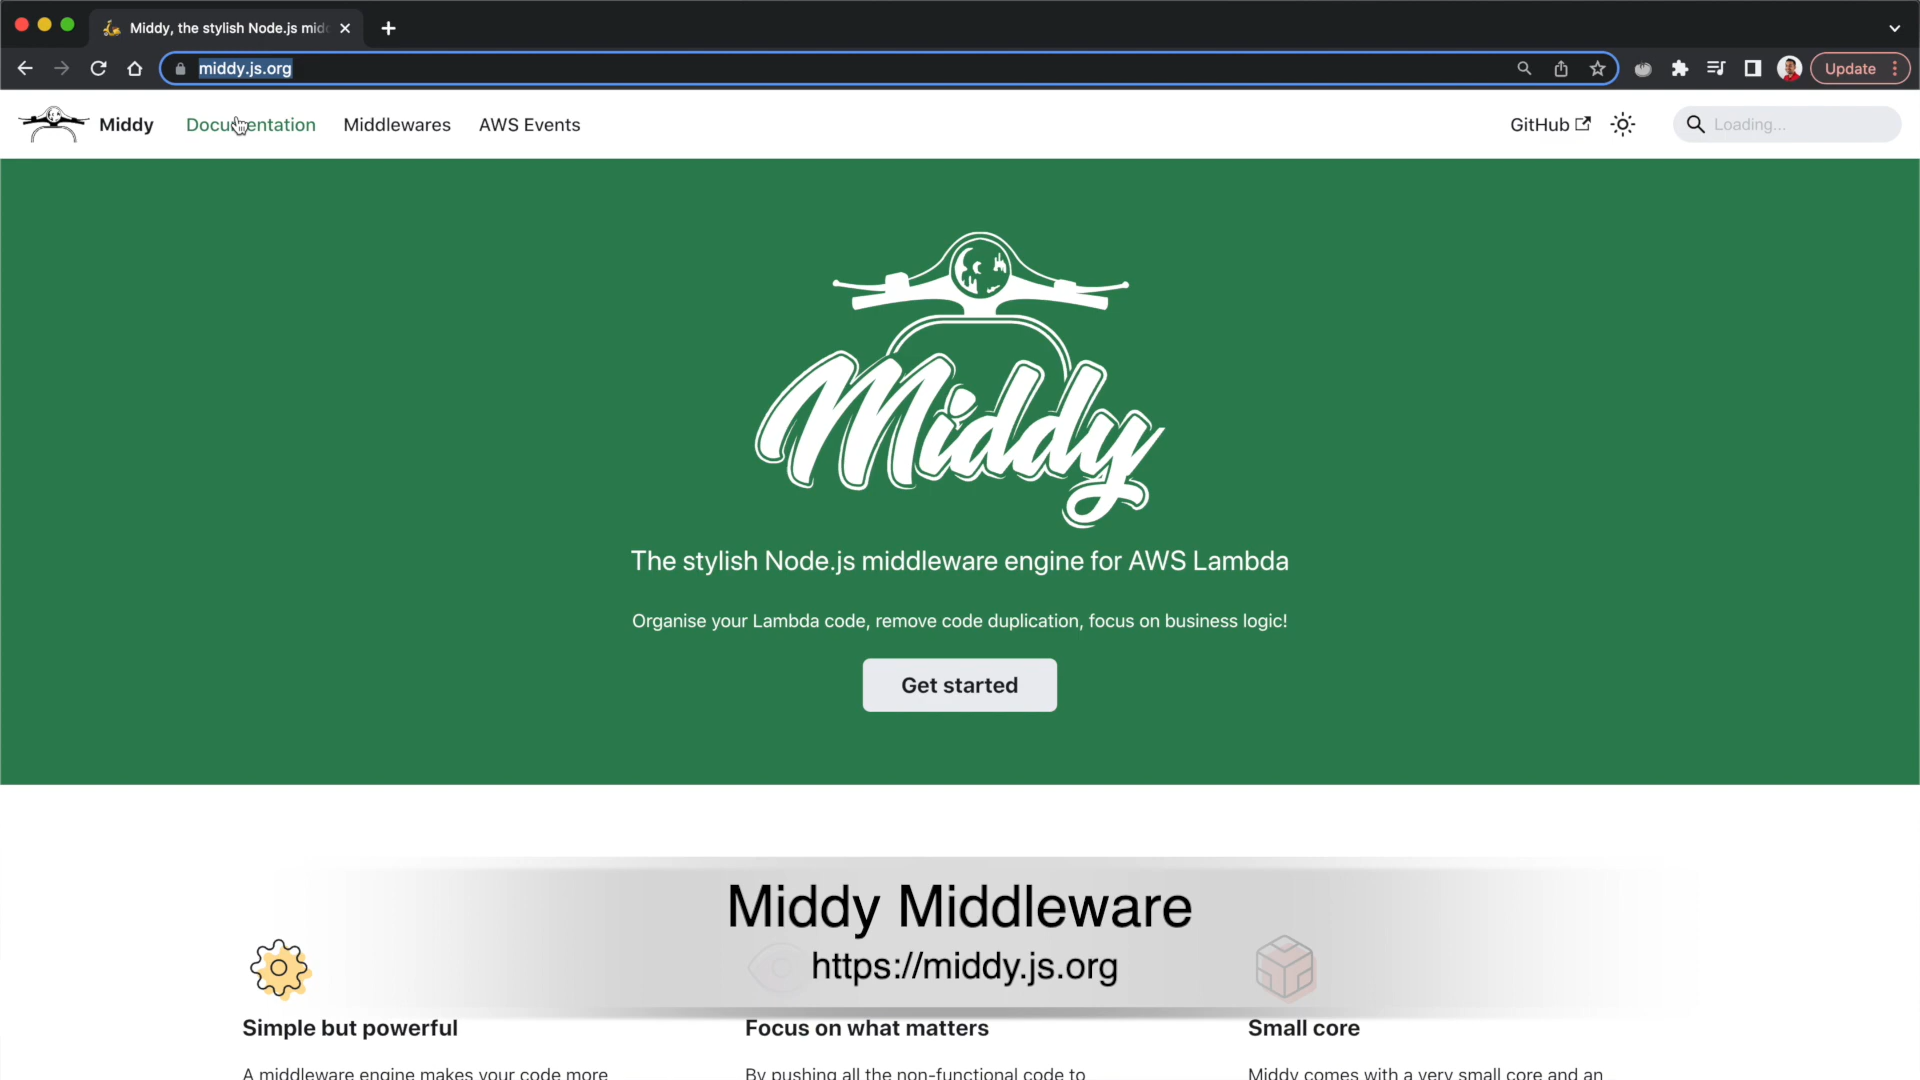 Middy, the stylish Node.js mid
middy.js.org
Update
Middy
Documentation
Middlewares
AWS Events
GitHub
Loading...
Middy
The stylish Node.js middleware engine for AWS Lambda
Organise your Lambda code, remove code duplication, focus on business logic!
Get started
Middy Middleware
https://middy.js.org
Simple but powerful
Focus on what matters
Small core
A middleware engine makes your code more
By pushing all the non-functional code to
Middy comes with a very small core and an